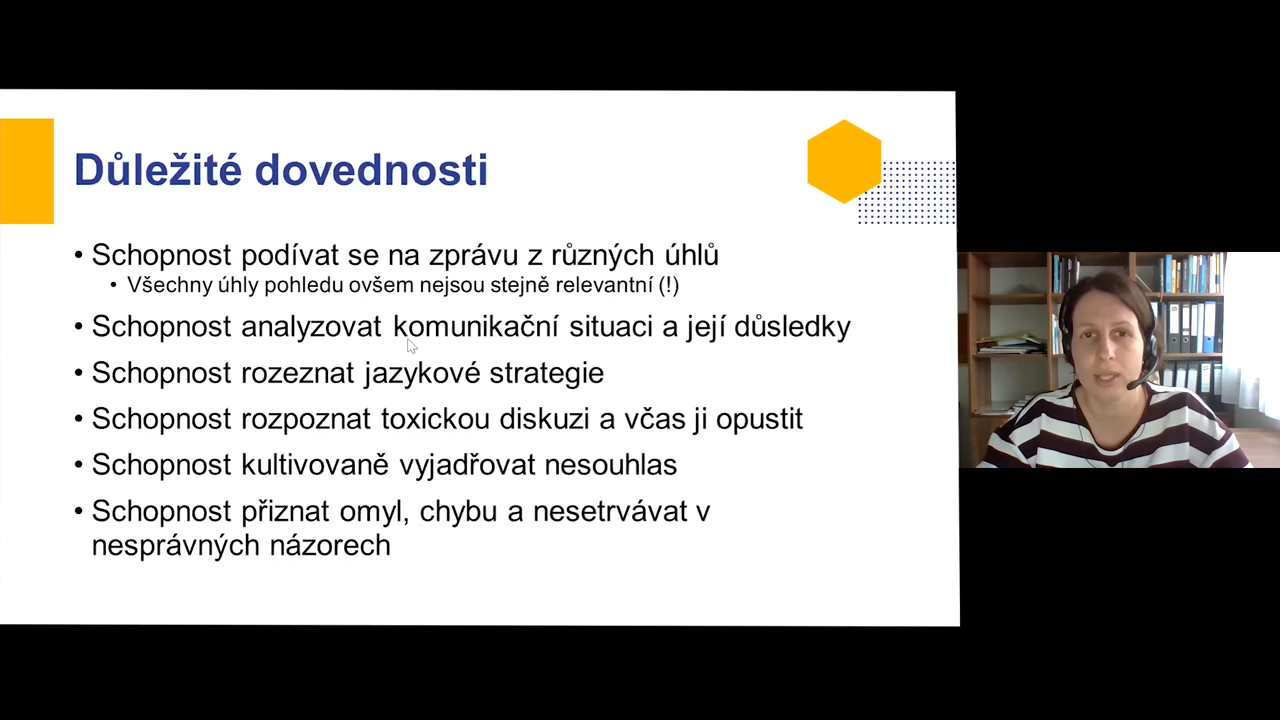 Důležité dovednosti
• Schopnost podívat se na zprávu z různých úhlů
• Všechny úhly pohledu ovšem nejsou stejně relevantní (!)
• Schopnost analyzovat komunikační situaci a její důsledky
• Schopnost rozeznat jazykové strategie
• Schopnost rozpoznat toxickou diskuzi a včas ji opustit
• Schopnost kultivovaně vyjadřovat nesouhlas
• Schopnost přiznat omyl, chybu a nesetrvávat v
nesprávných názorech